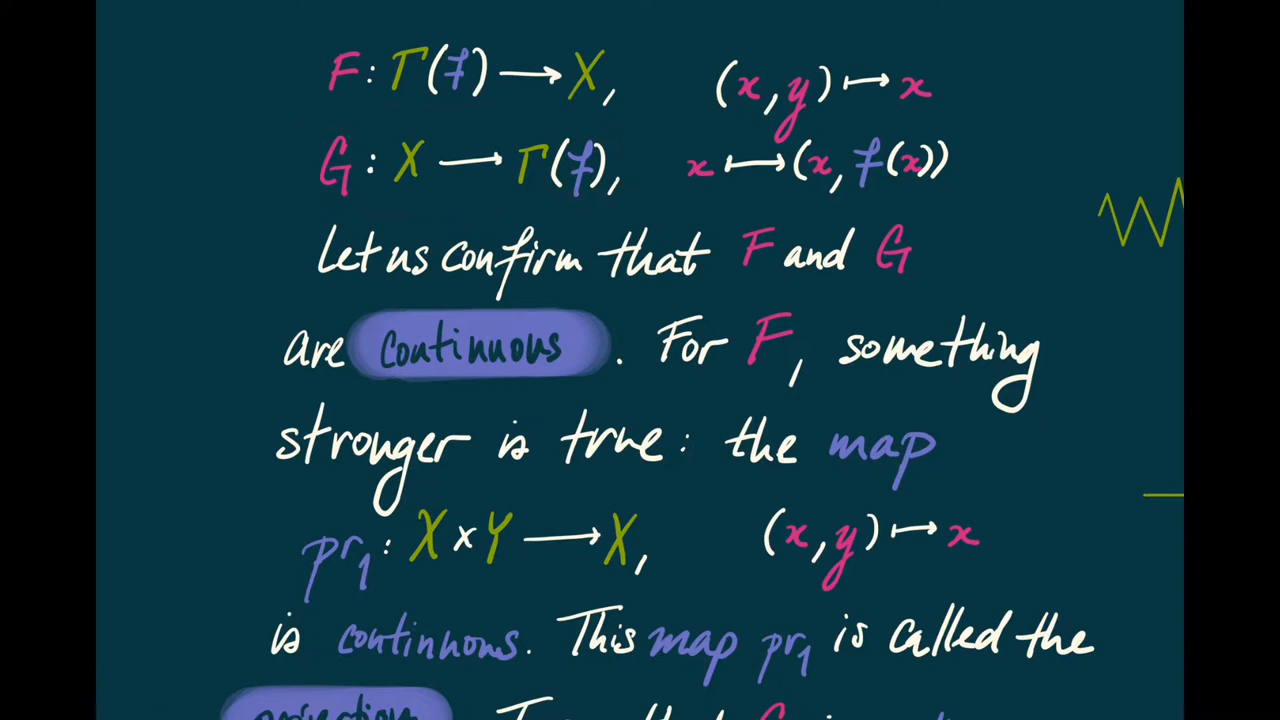 F: Γ(f) → X, (x, y) ↦ x
G: X → Γ(f), x ↦ (x, f(x))
Let us confirm that F and G
are continuous. For F, something
stronger is true: the map
pr₁: X × Y → X, (x, y) ↦ x
is continuous. This map pr₁ is called the